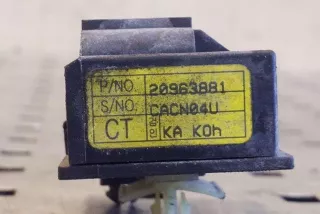 P/NO. 20963881
S/NO. CACN04U
CT KA KOh